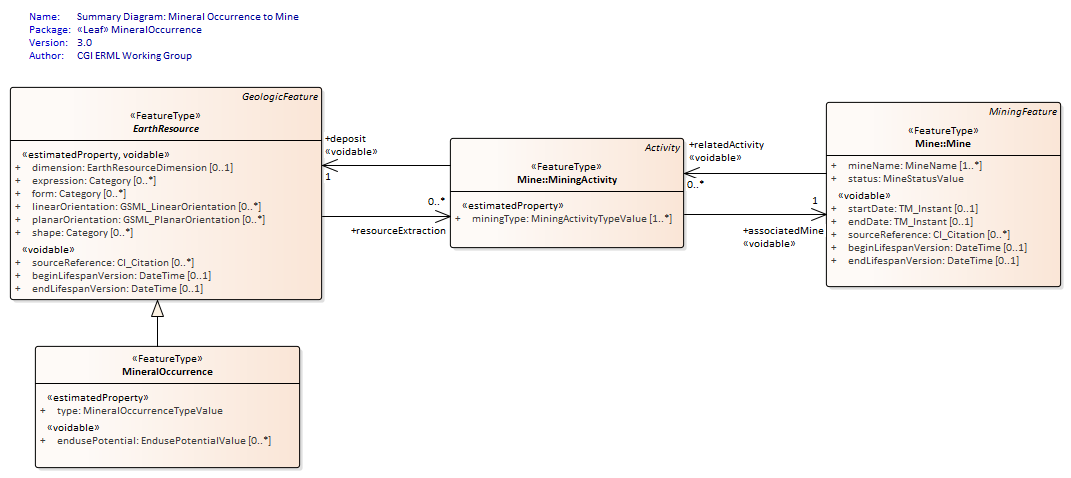 Name: Summary Diagram: Mineral Occurrence to Mine
Package: «Leaf» MineralOccurrence
Version: 3.0
Author: CGI ERML Working Group
GeologicFeature
«FeatureType»
EarthResource
«estimatedProperty, voidable»
+ dimension: EarthResourceDimension [0..1]
+ expression: Category [0..*]
+ form: Category [0..*]
+ linearOrientation: GSML_LinearOrientation [0..*]
+ planarOrientation: GSML_PlanarOrientation [0..*]
+ shape: Category [0..*]
«voidable»
+ sourceReference: CI_Citation [0..*]
+ beginLifespanVersion: DateTime [0..1]
+ endLifespanVersion: DateTime [0..1]
+deposit
«voidable»
1
0..*
+resourceExtraction
Activity
«FeatureType»
Mine::MiningActivity
«estimatedProperty»
+ miningType: MiningActivityTypeValue [1..*]
+relatedActivity
«voidable»
0..*
1
+associatedMine
«voidable»
MiningFeature
«FeatureType»
Mine::Mine
+ mineName: MineName [1..*]
+ status: MineStatusValue
«voidable»
+ startDate: TM_Instant [0..1]
+ endDate: TM_Instant [0..1]
+ sourceReference: CI_Citation [0..*]
+ beginLifespanVersion: DateTime [0..1]
+ endLifespanVersion: DateTime [0..1]
«FeatureType»
MineralOccurrence
«estimatedProperty»
+ type: MineralOccurrenceTypeValue
«voidable»
+ endusePotential: EndusePotentialValue [0..*]